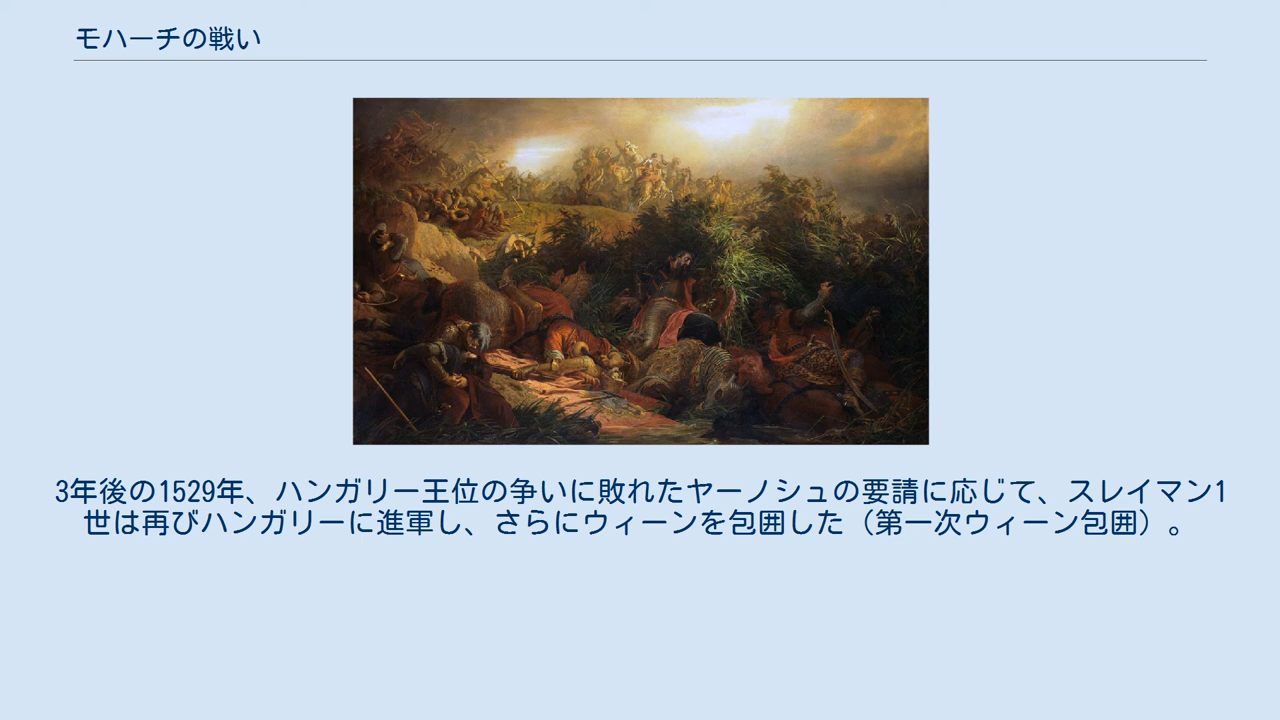 モハーチの戦い
3年後の1529年、ハンガリー王位の争いに敗れたヤーノシュの要請に応じて、スレイマン1
世は再びハンガリーに進軍し、さらにウィーンを包囲した（第一次ウィーン包囲）。